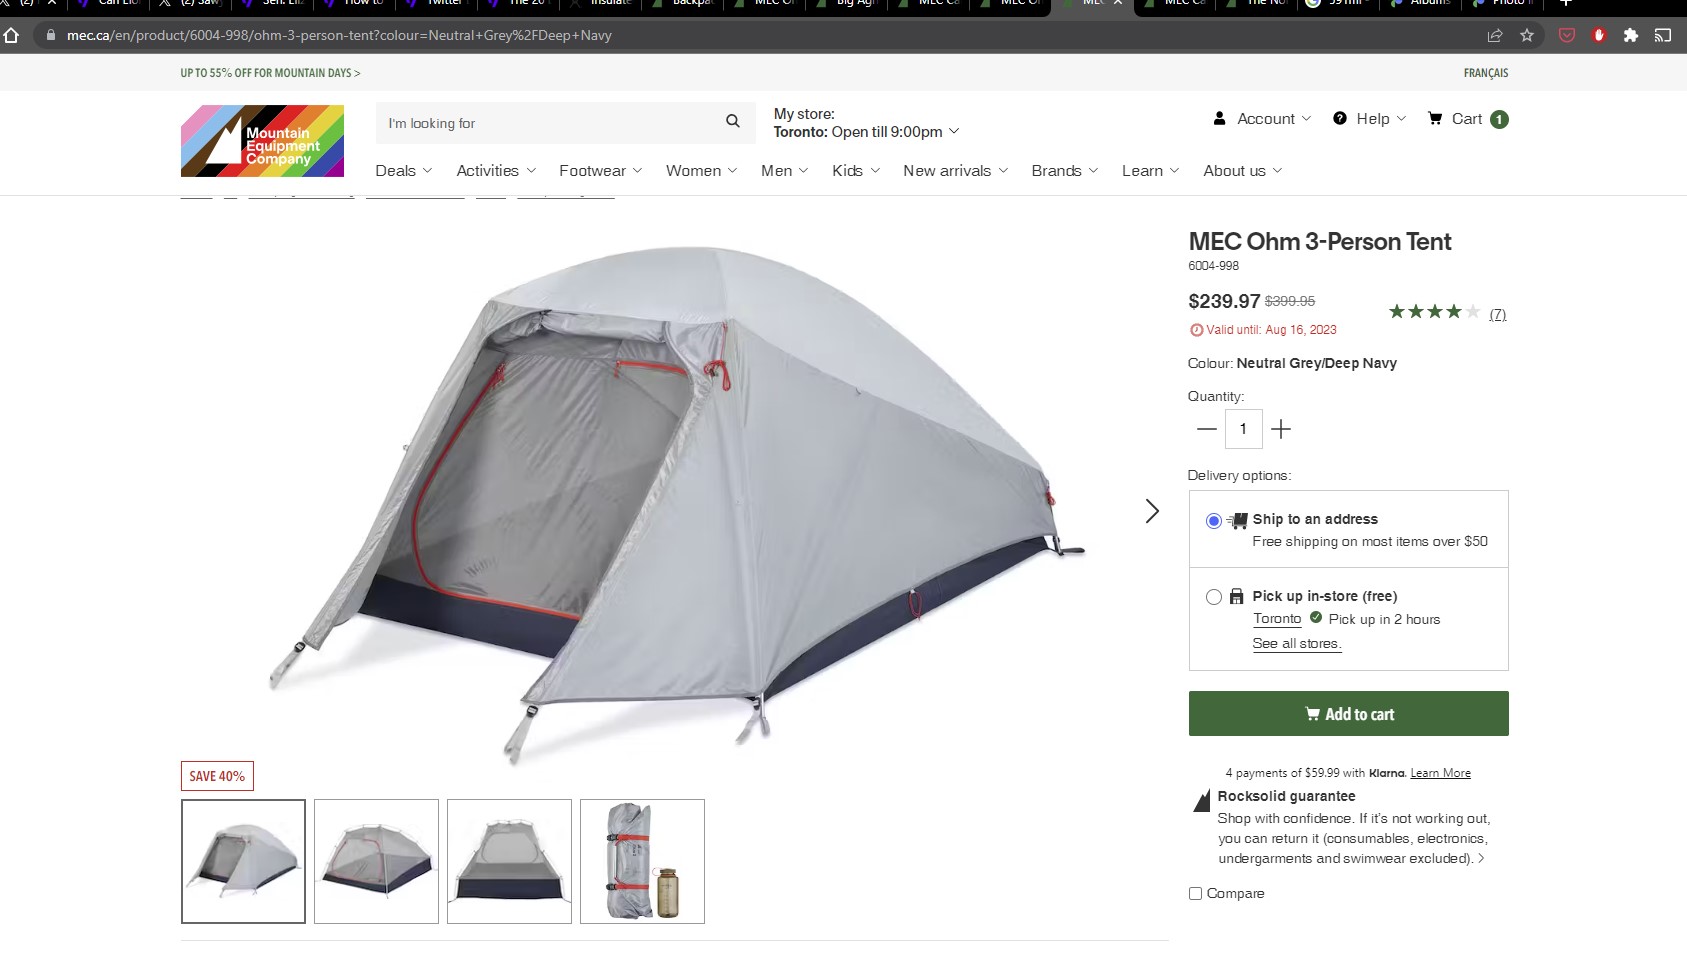 mec.ca/en/product/6004-998/ohm-3-person-tent?colour=Neutral+Grey%2FDeep+Navy
UP TO 55% OFF FOR MOUNTAIN DAYS >
FRANÇAIS
Mountain
Equipment
Company
I'm looking for
My store:
Toronto: Open till 9:00pm
Account
Help
Cart 1
Deals
Activities
Footwear
Women
Men
Kids
New arrivals
Brands
Learn
About us
MEC Ohm 3-Person Tent
6004-998
$239.97 $399.95
(7)
Valid until: Aug 16, 2023
Colour: Neutral Grey/Deep Navy
Quantity:
1
Delivery options:
Ship to an address
Free shipping on most items over $50
Pick up in-store (free)
Toronto Pick up in 2 hours
See all stores.
Add to cart
SAVE 40%
4 payments of $59.99 with Klarna. Learn More
Rocksolid guarantee
Shop with confidence. If it's not working out,
you can return it (consumables, electronics,
undergarments and swimwear excluded). >
Compare